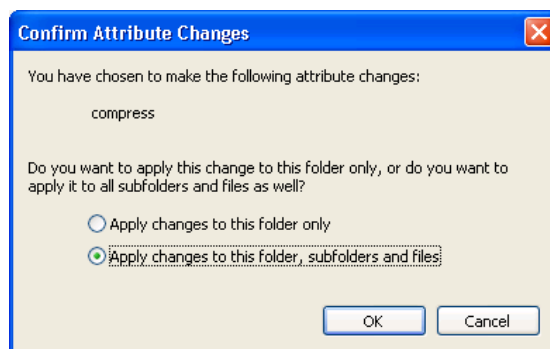 Confirm Attribute Changes
You have chosen to make the following attribute changes:
compress
Do you want to apply this change to this folder only, or do you want to
apply it to all subfolders and files as well?
Apply changes to this folder only
Apply changes to this folder, subfolders and files
OK
Cancel